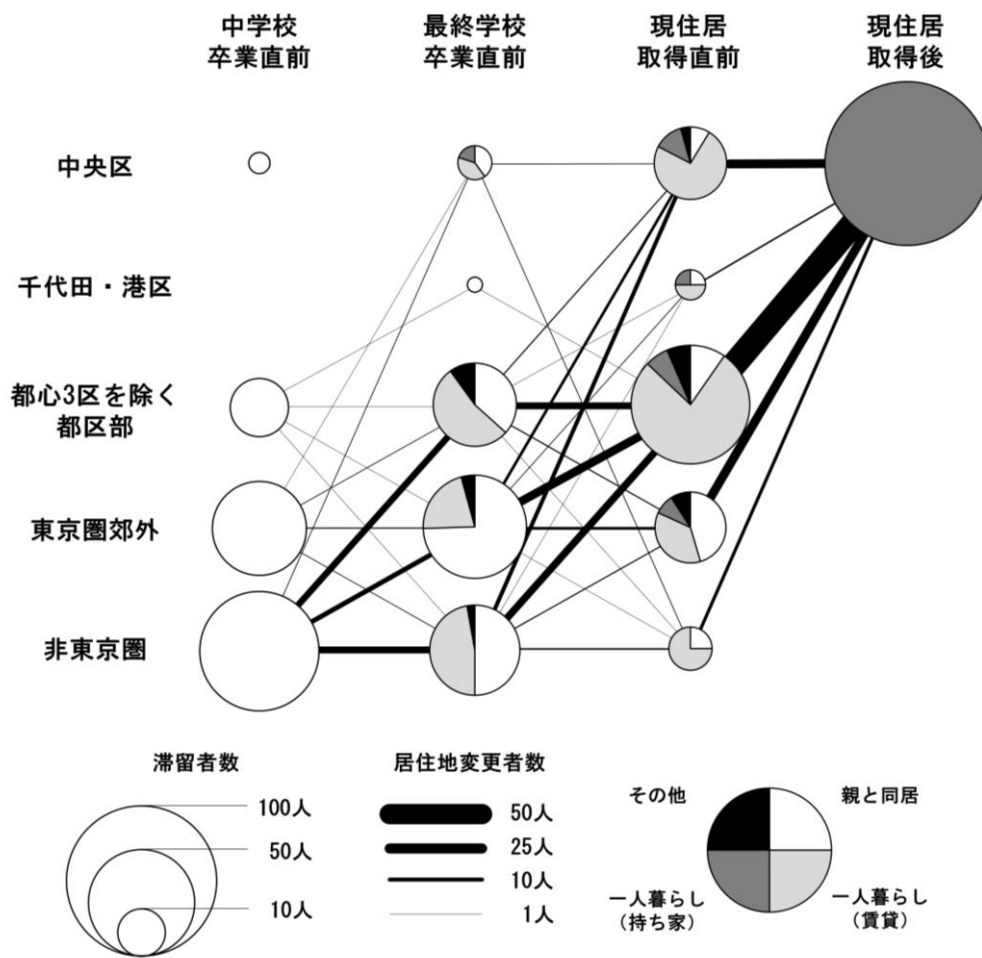 中学校
卒業直前
最終学校
卒業直前
現住居
取得直前
現住居
取得後
中央区
千代田・港区
都心3区を除く
都区部
東京圏郊外
非東京圏
滞留者数
100人
50人
10人
居住地変更者数
50人
25人
10人
1人
その他
親と同居
一人暮らし
(持ち家)
一人暮らし
(賃貸)